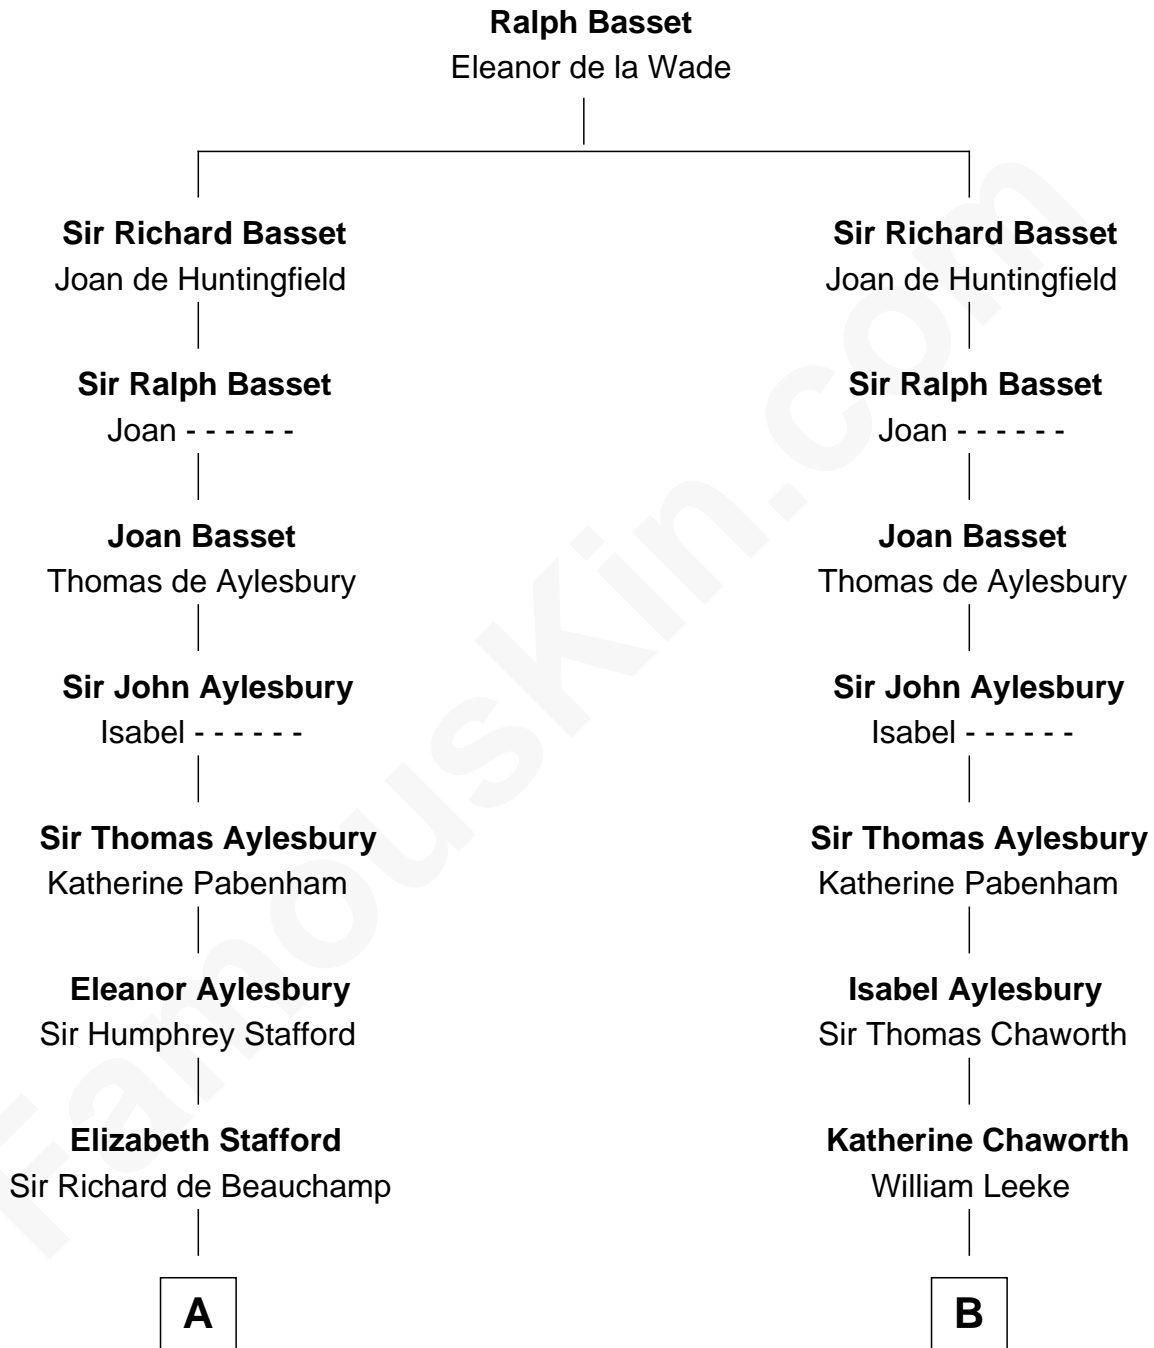 Ralph Basset
Eleanor de la Wade
Sir Richard Basset
Joan de Huntingfield
Sir Ralph Basset
Joan - - - - - -
Joan Basset
Thomas de Aylesbury
Sir John Aylesbury
Isabel - - - - - -
Sir Thomas Aylesbury
Katherine Pabenham
Eleanor Aylesbury
Sir Humphrey Stafford
Elizabeth Stafford
Sir Richard de Beauchamp
A
Sir Richard Basset
Joan de Huntingfield
Sir Ralph Basset
Joan - - - - - -
Joan Basset
Thomas de Aylesbury
Sir John Aylesbury
Isabel - - - - - -
Sir Thomas Aylesbury
Katherine Pabenham
Isabel Aylesbury
Sir Thomas Chaworth
Katherine Chaworth
William Leeke
B
FamousKin.com